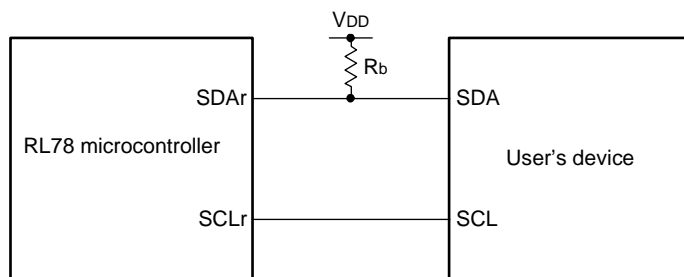 VDD
Rb
SDAr
SDA
RL78 microcontroller
User's device
SCLr
SCL